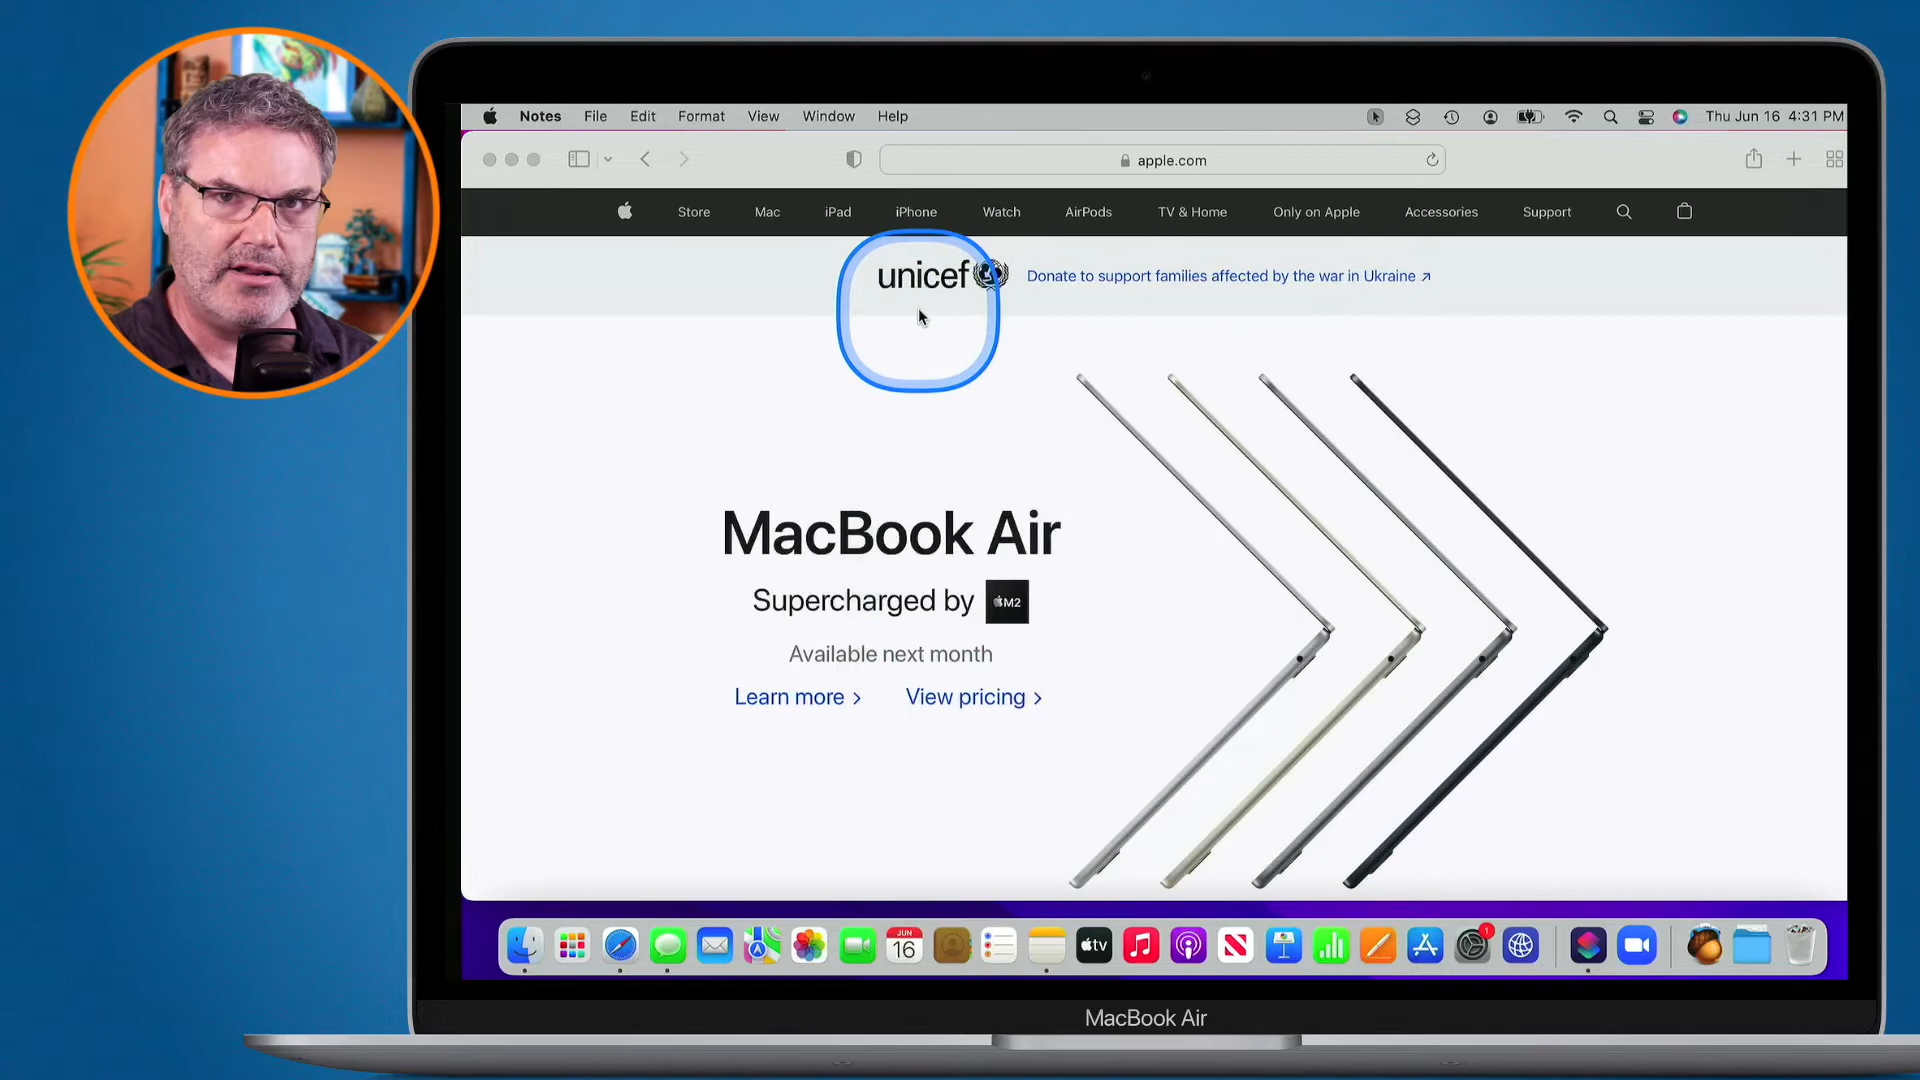 Notes File Edit Format View Window Help Thu Jun 16 4:31 PM
apple.com
Store Mac iPad iPhone Watch AirPods TV & Home Only on Apple Accessories Support
unicef Donate to support families affected by the war in Ukraine ↗
MacBook Air
Supercharged by M2
Available next month
Learn more > View pricing >
JUN
16
tv
1
MacBook Air